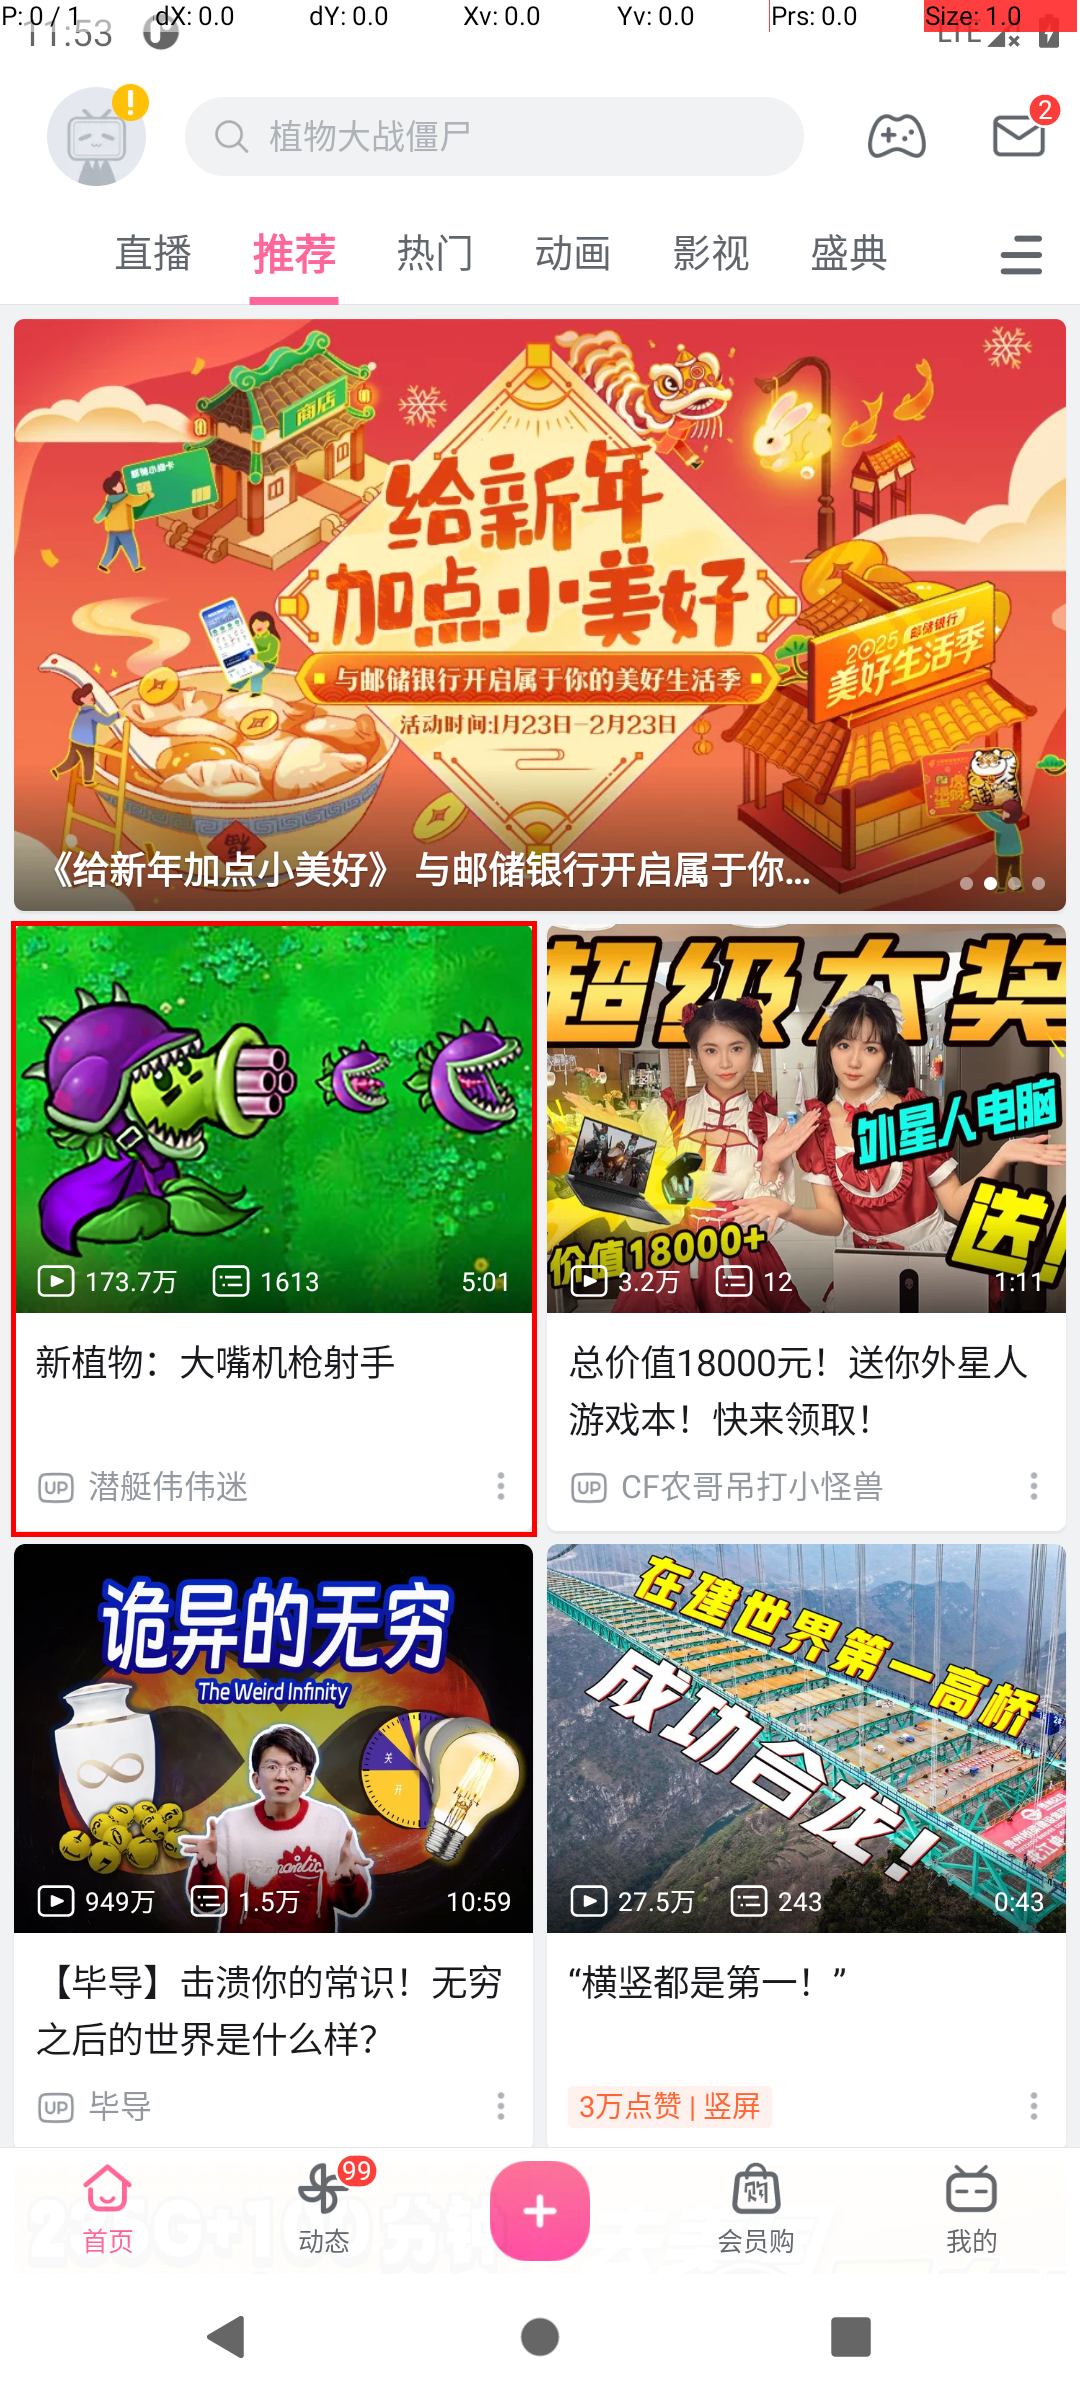 P: 0 / 1 dX: 0.0 dY: 0.0 Xv: 0.0 Yv: 0.0 Prs: 0.0 Size: 1.0
11:53 LTE
植物大战僵尸
2
直播 推荐 热门 动画 影视 盛典
商店
邮储小绿卡
给新年
加点小美好
与邮储银行开启属于你的美好生活季
活动时间:1月23日-2月23日
2025 邮储银行
美好生活季
福
《给新年加点小美好》 与邮储银行开启属于你...
173.7万 1613 5:01
新植物：大嘴机枪射手
UP 潜艇伟伟迷
超级大奖
外星人电脑
送!
价值18000+
3.2万 12 1:11
总价值18000元！送你外星人
游戏本！快来领取！
UP CF农哥吊打小怪兽
诡异的无穷
The Weird Infinity
关
开
Romantic
949万 1.5万 10:59
【毕导】击溃你的常识！无穷
之后的世界是什么样？
UP 毕导
在建世界第一高桥
成功合龙！
27.5万 243 0:43
“横竖都是第一！”
3万点赞 | 竖屏
首页
99
动态
购
会员购
我的